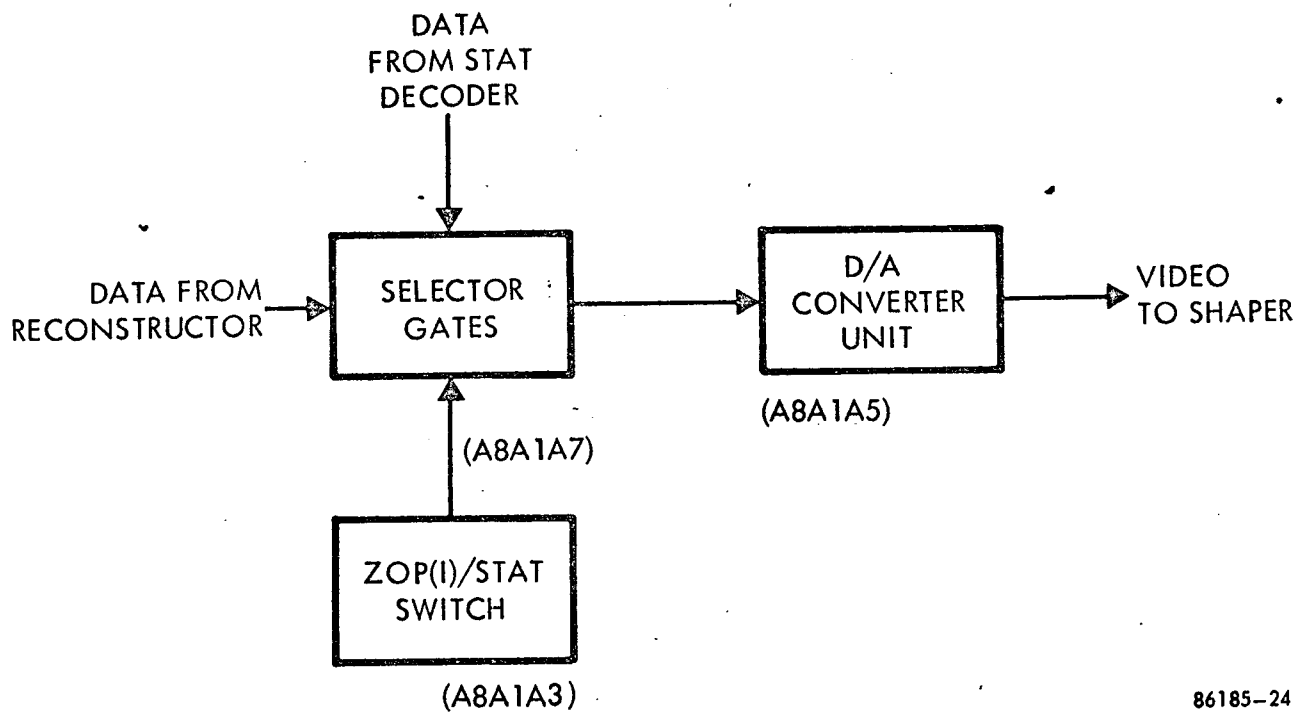 DATA
FROM STAT
DECODER
DATA FROM
RECONSTRUCTOR
SELECTOR
GATES
D/A
CONVERTER
UNIT
VIDEO
TO SHAPER
(A8A1A5)
(A8A1A7)
ZOP(I)/STAT
SWITCH
(A8A1A3)
86185-24